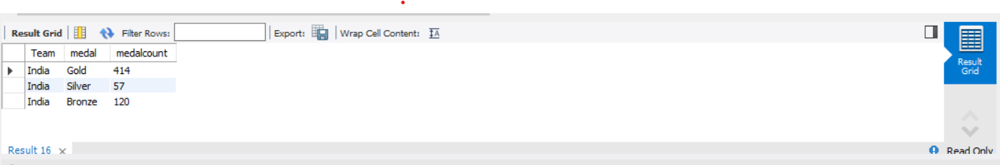 Result Grid Filter Rows: Export: Wrap Cell Content: IA
Team medal medalcount
India Gold 414
India Silver 57
India Bronze 120
Result
Grid
Result 16 × Read Only